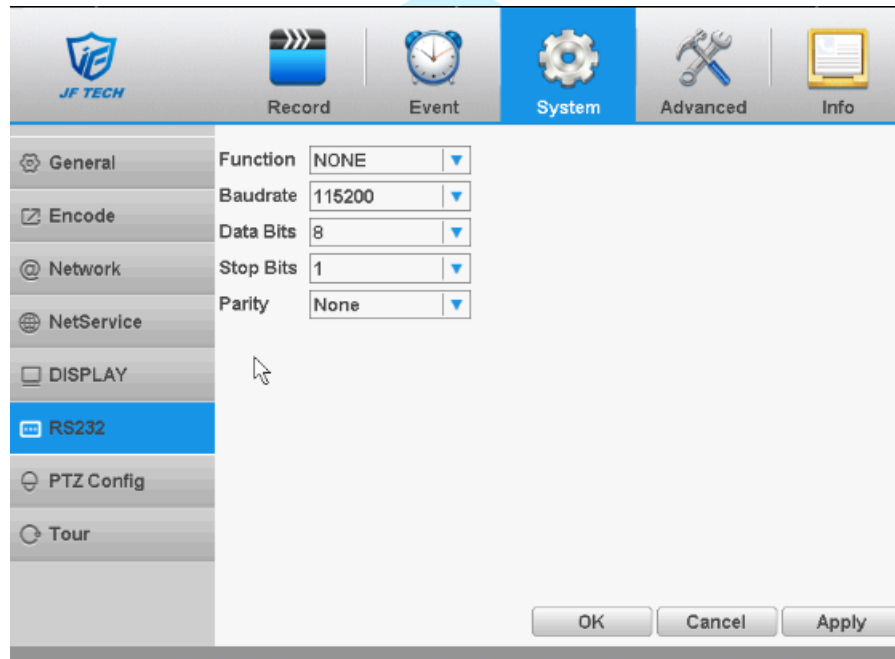 JF TECH
Record
Event
System
Advanced
Info
General
Encode
Network
NetService
DISPLAY
RS232
PTZ Config
Tour
Function NONE
Baudrate 115200
Data Bits 8
Stop Bits 1
Parity None
OK
Cancel
Apply